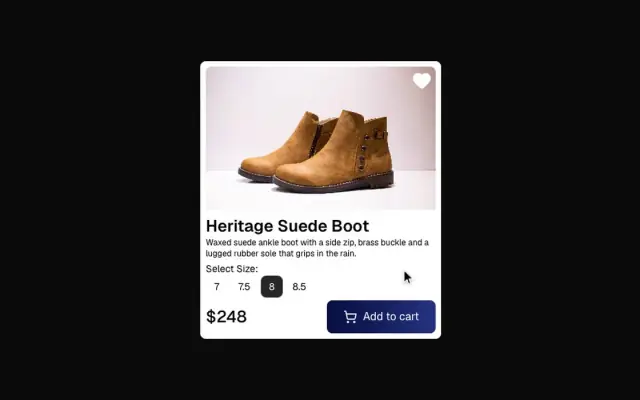 Heritage Suede Boot
Waxed suede ankle boot with a side zip, brass buckle and a
lugged rubber sole that grips in the rain.
Select Size:
7 7.5 8 8.5
$248 Add to cart